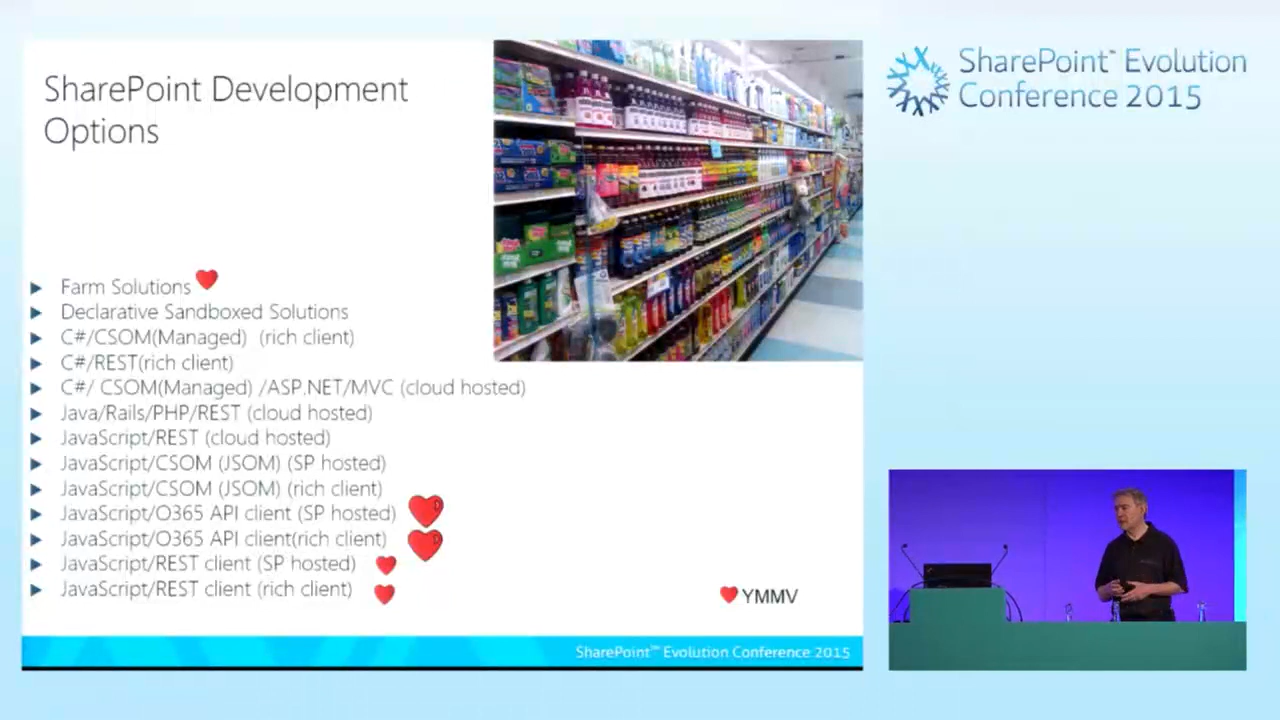 SharePoint Development
Options
Farm Solutions
Declarative Sandboxed Solutions
C#/CSOM(Managed) (rich client)
C#/REST(rich client)
C#/ CSOM(Managed) /ASP.NET/MVC (cloud hosted)
Java/Rails/PHP/REST (cloud hosted)
JavaScript/REST (cloud hosted)
JavaScript/CSOM (JSOM) (SP hosted)
JavaScript/CSOM (JSOM) (rich client)
JavaScript/O365 API client (SP hosted)
JavaScript/O365 API client(rich client)
JavaScript/REST client (SP hosted)
JavaScript/REST client (rich client)
YMMV
SharePoint™ Evolution Conference 2015
SharePoint™ Evolution
Conference 2015